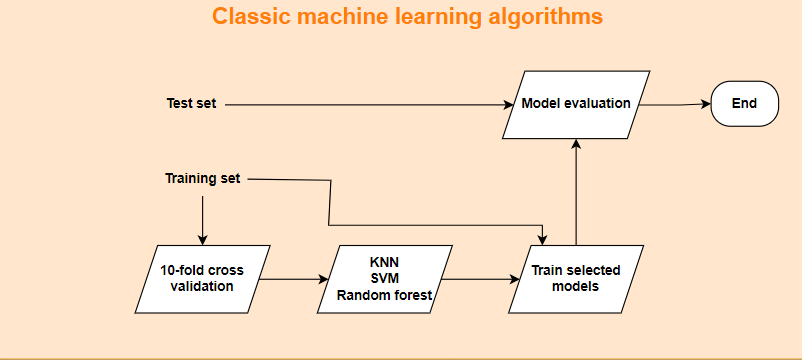 Classic machine learning algorithms
Test set
Model evaluation
End
Training set
10-fold cross
validation
KNN
SVM
Random forest
Train selected
models